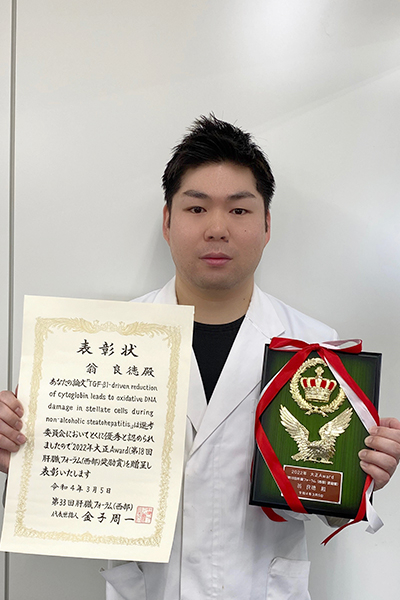 表彰状
翁 良徳殿
あなたの論文"TGF-β1-driven reduction
of cytoglobin leads to oxidative DNA
damage in stellate cells during
non-alcoholic steatohepatitis"は選考
委員会においてとくに優秀と認められ
ましたので2022年大正Award(第33回
肝臓フォーラム(西部)奨励賞)を贈呈し
表彰いたします
令和4年3月5日
第33回肝臓フォーラム(西部)
代表世話人 金子周一
2022年 大正Award
翁 良徳 殿